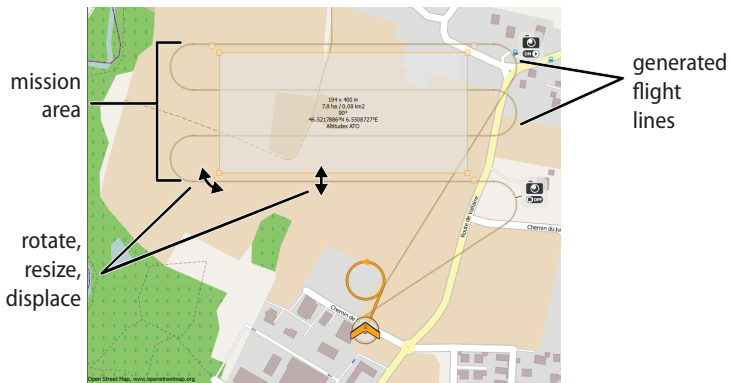 mission
area
rotate,
resize,
displace
generated
flight
lines
194 x 400 m
7.8 ha / 0.08 km2
90°
46.5217886°N 6.5508727°E
Altitudes ATO
ON
OFF
Route de Vallaire
Chemin du Ju
Chemin de
Open Street Map, www.openstreetmap.org